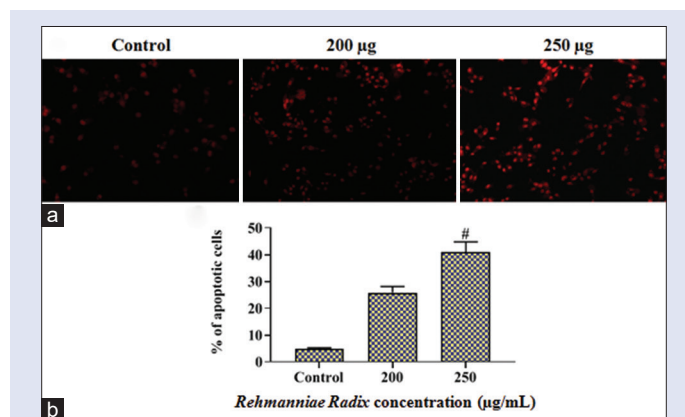 Control 200 µg 250 µg
a
50
#
40
30
20
10
0
% of apoptotic cells
Control 200 250
Rehmanniae Radix concentration (µg/mL)
b